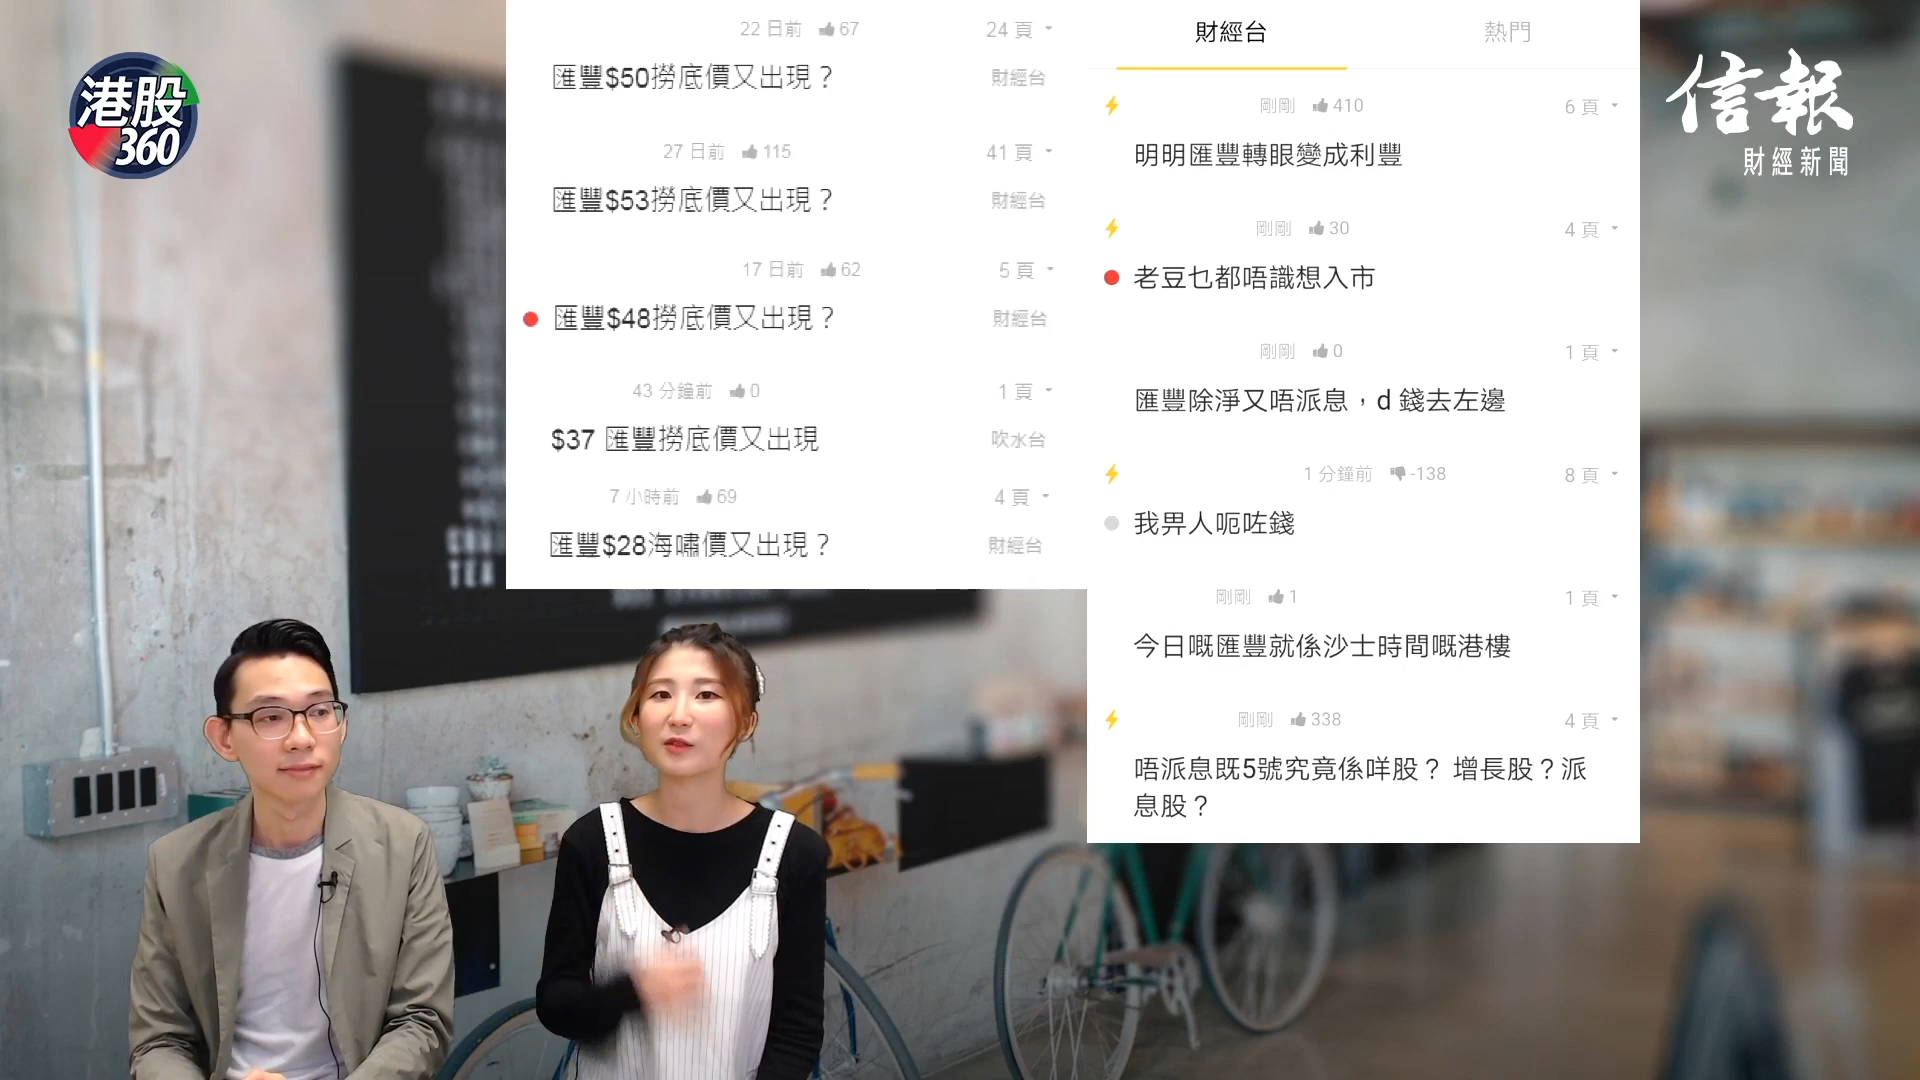 港股
360
22 日前 67 24 頁
匯豐$50撈底價又出現？ 財經台
27 日前 115 41 頁
匯豐$53撈底價又出現？ 財經台
17 日前 62 5 頁
匯豐$48撈底價又出現？ 財經台
43 分鐘前 0 1 頁
$37 匯豐撈底價又出現 吹水台
7 小時前 69 4 頁
匯豐$28海嘯價又出現？ 財經台
財經台 熱門
剛剛 410 6 頁
明明匯豐轉眼變成利豐
剛剛 30 4 頁
老豆乜都唔識想入市
剛剛 0 1 頁
匯豐除淨又唔派息，d 錢去左邊
1 分鐘前 -138 8 頁
我畀人呃咗錢
剛剛 1 1 頁
今日嘅匯豐就係沙士時間嘅港樓
剛剛 338 4 頁
唔派息既5號究竟係咩股？ 增長股？派
息股？
信報
財經新聞
TEA